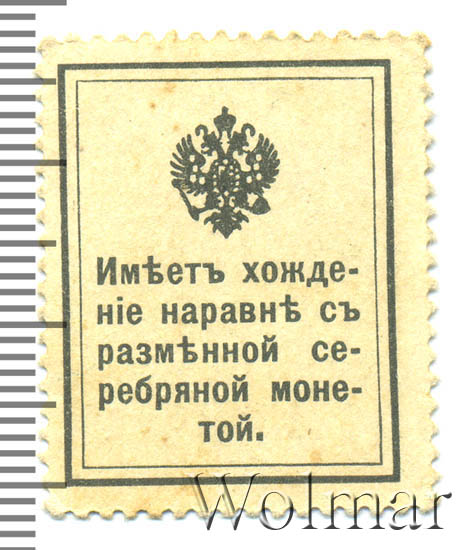 Имѣетъ хожде-
ніе наравнѣ съ
размѣнной се-
ребряной моне-
той.
Wolmar